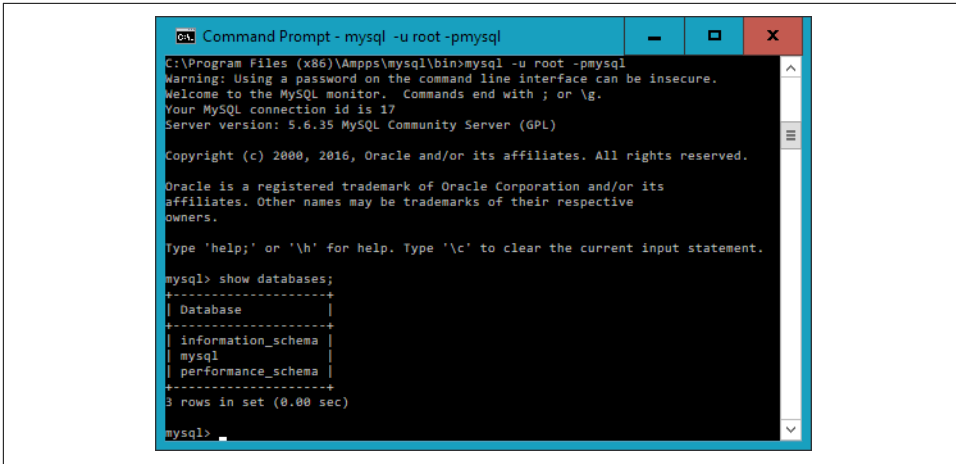 Command Prompt - mysql -u root -pmysql
C:\Program Files (x86)\Ampps\mysql\bin>mysql -u root -pmysql
Warning: Using a password on the command line interface can be insecure.
Welcome to the MySQL monitor.  Commands end with ; or \g.
Your MySQL connection id is 17
Server version: 5.6.35 MySQL Community Server (GPL)
Copyright (c) 2000, 2016, Oracle and/or its affiliates. All rights reserved.
Oracle is a registered trademark of Oracle Corporation and/or its
affiliates. Other names may be trademarks of their respective
owners.
Type 'help;' or '\h' for help. Type '\c' to clear the current input statement.
mysql> show databases;
+--------------------+
| Database           |
+--------------------+
| information_schema |
| mysql              |
| performance_schema |
+--------------------+
3 rows in set (0.00 sec)
mysql>